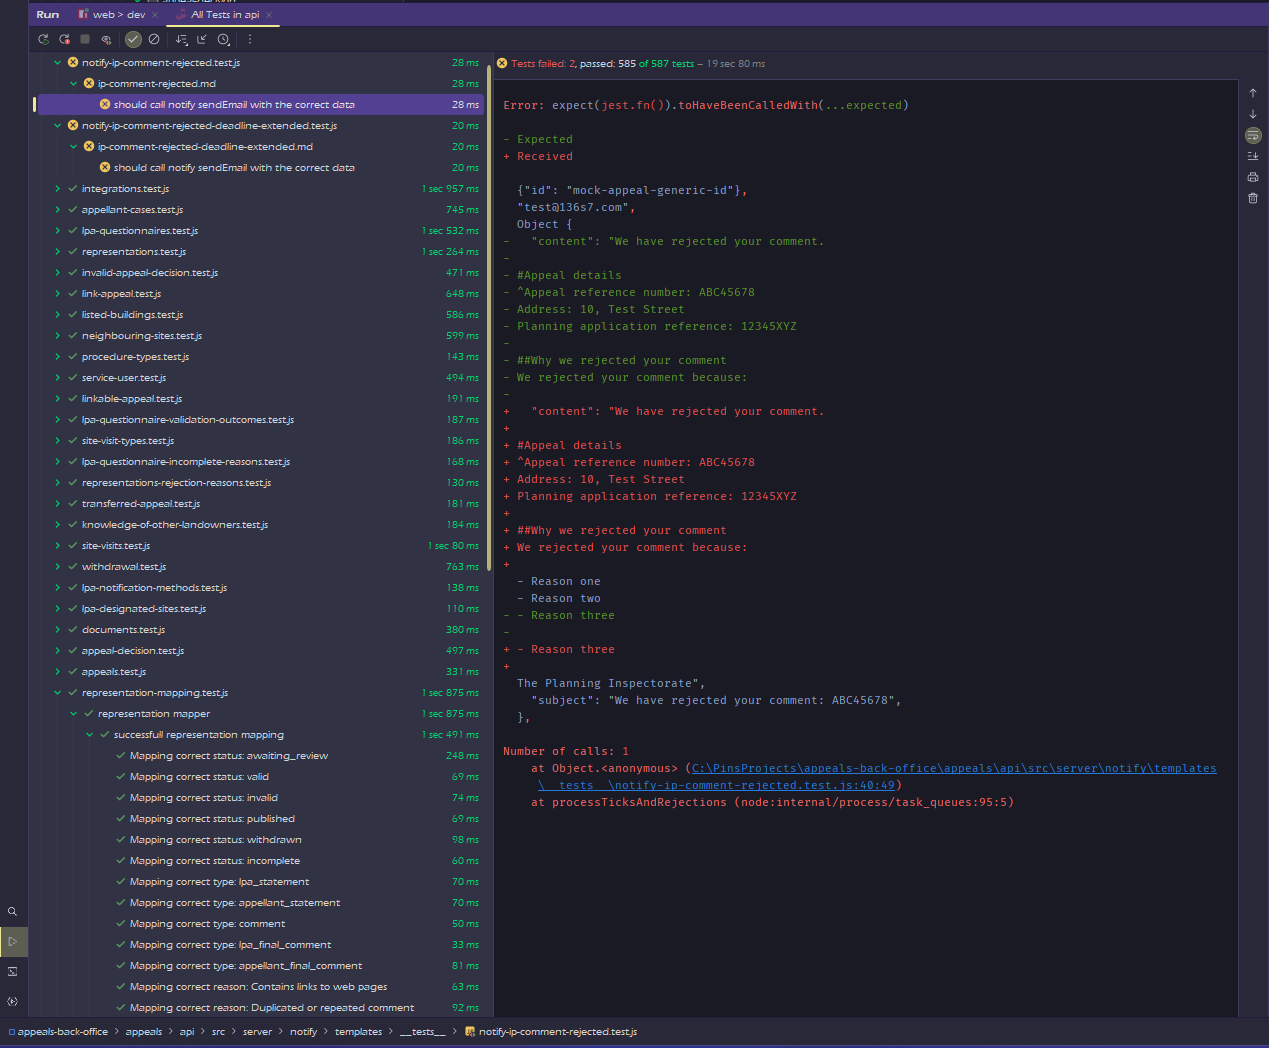 Run
web > dev ×
All Tests in api ×
notify-ip-comment-rejected.test.js 28 ms
ip-comment-rejected.md 28 ms
should call notify sendEmail with the correct data 28 ms
notify-ip-comment-rejected-deadline-extended.test.js 20 ms
ip-comment-rejected-deadline-extended.md 20 ms
should call notify sendEmail with the correct data 20 ms
integrations.test.js 1 sec 957 ms
appellant-cases.test.js 745 ms
lpa-questionnaires.test.js 1 sec 532 ms
representations.test.js 1 sec 264 ms
invalid-appeal-decision.test.js 471 ms
link-appeal.test.js 648 ms
listed-buildings.test.js 586 ms
neighbouring-sites.test.js 599 ms
procedure-types.test.js 143 ms
service-user.test.js 494 ms
linkable-appeal.test.js 191 ms
lpa-questionnaire-validation-outcomes.test.js 187 ms
site-visit-types.test.js 186 ms
lpa-questionnaire-incomplete-reasons.test.js 168 ms
representations-rejection-reasons.test.js 130 ms
transferred-appeal.test.js 181 ms
knowledge-of-other-landowners.test.js 184 ms
site-visits.test.js 1 sec 80 ms
withdrawal.test.js 763 ms
lpa-notification-methods.test.js 138 ms
lpa-designated-sites.test.js 110 ms
documents.test.js 380 ms
appeal-decision.test.js 497 ms
appeals.test.js 331 ms
representation-mapping.test.js 1 sec 875 ms
representation mapper 1 sec 875 ms
successfull representation mapping 1 sec 491 ms
Mapping correct status: awaiting_review 248 ms
Mapping correct status: valid 69 ms
Mapping correct status: invalid 74 ms
Mapping correct status: published 69 ms
Mapping correct status: withdrawn 98 ms
Mapping correct status: incomplete 60 ms
Mapping correct type: lpa_statement 70 ms
Mapping correct type: appellant_statement 70 ms
Mapping correct type: comment 50 ms
Mapping correct type: lpa_final_comment 33 ms
Mapping correct type: appellant_final_comment 81 ms
Mapping correct reason: Contains links to web pages 63 ms
Mapping correct reason: Duplicated or repeated comment 92 ms
Tests failed: 2, passed: 585 of 587 tests – 19 sec 80 ms
Error: expect(jest.fn()).toHaveBeenCalledWith(...expected)
- Expected
+ Received
{"id": "mock-appeal-generic-id"},
"test@136s7.com",
Object {
-   "content": "We have rejected your comment.
-
- #Appeal details
- ^Appeal reference number: ABC45678
- Address: 10, Test Street
- Planning application reference: 12345XYZ
-
- ##Why we rejected your comment
- We rejected your comment because:
-
+   "content": "We have rejected your comment.
+
+ #Appeal details
+ ^Appeal reference number: ABC45678
+ Address: 10, Test Street
+ Planning application reference: 12345XYZ
+
+ ##Why we rejected your comment
+ We rejected your comment because:
+
- Reason one
- Reason two
- - Reason three
-
+ - Reason three
+
The Planning Inspectorate",
"subject": "We have rejected your comment: ABC45678",
},
Number of calls: 1
at Object.<anonymous> (C:\PinsProjects\appeals-back-office\appeals\api\src\server\notify\templates
\__tests__\notify-ip-comment-rejected.test.js:40:49)
at processTicksAndRejections (node:internal/process/task_queues:95:5)
appeals-back-office > appeals > api > src > server > notify > templates > __tests__ > notify-ip-comment-rejected.test.js